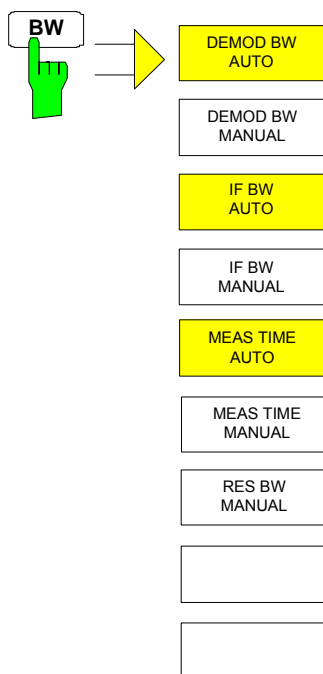 BW
DEMOD BW
AUTO
DEMOD BW
MANUAL
IF BW
AUTO
IF BW
MANUAL
MEAS TIME
AUTO
MEAS TIME
MANUAL
RES BW
MANUAL